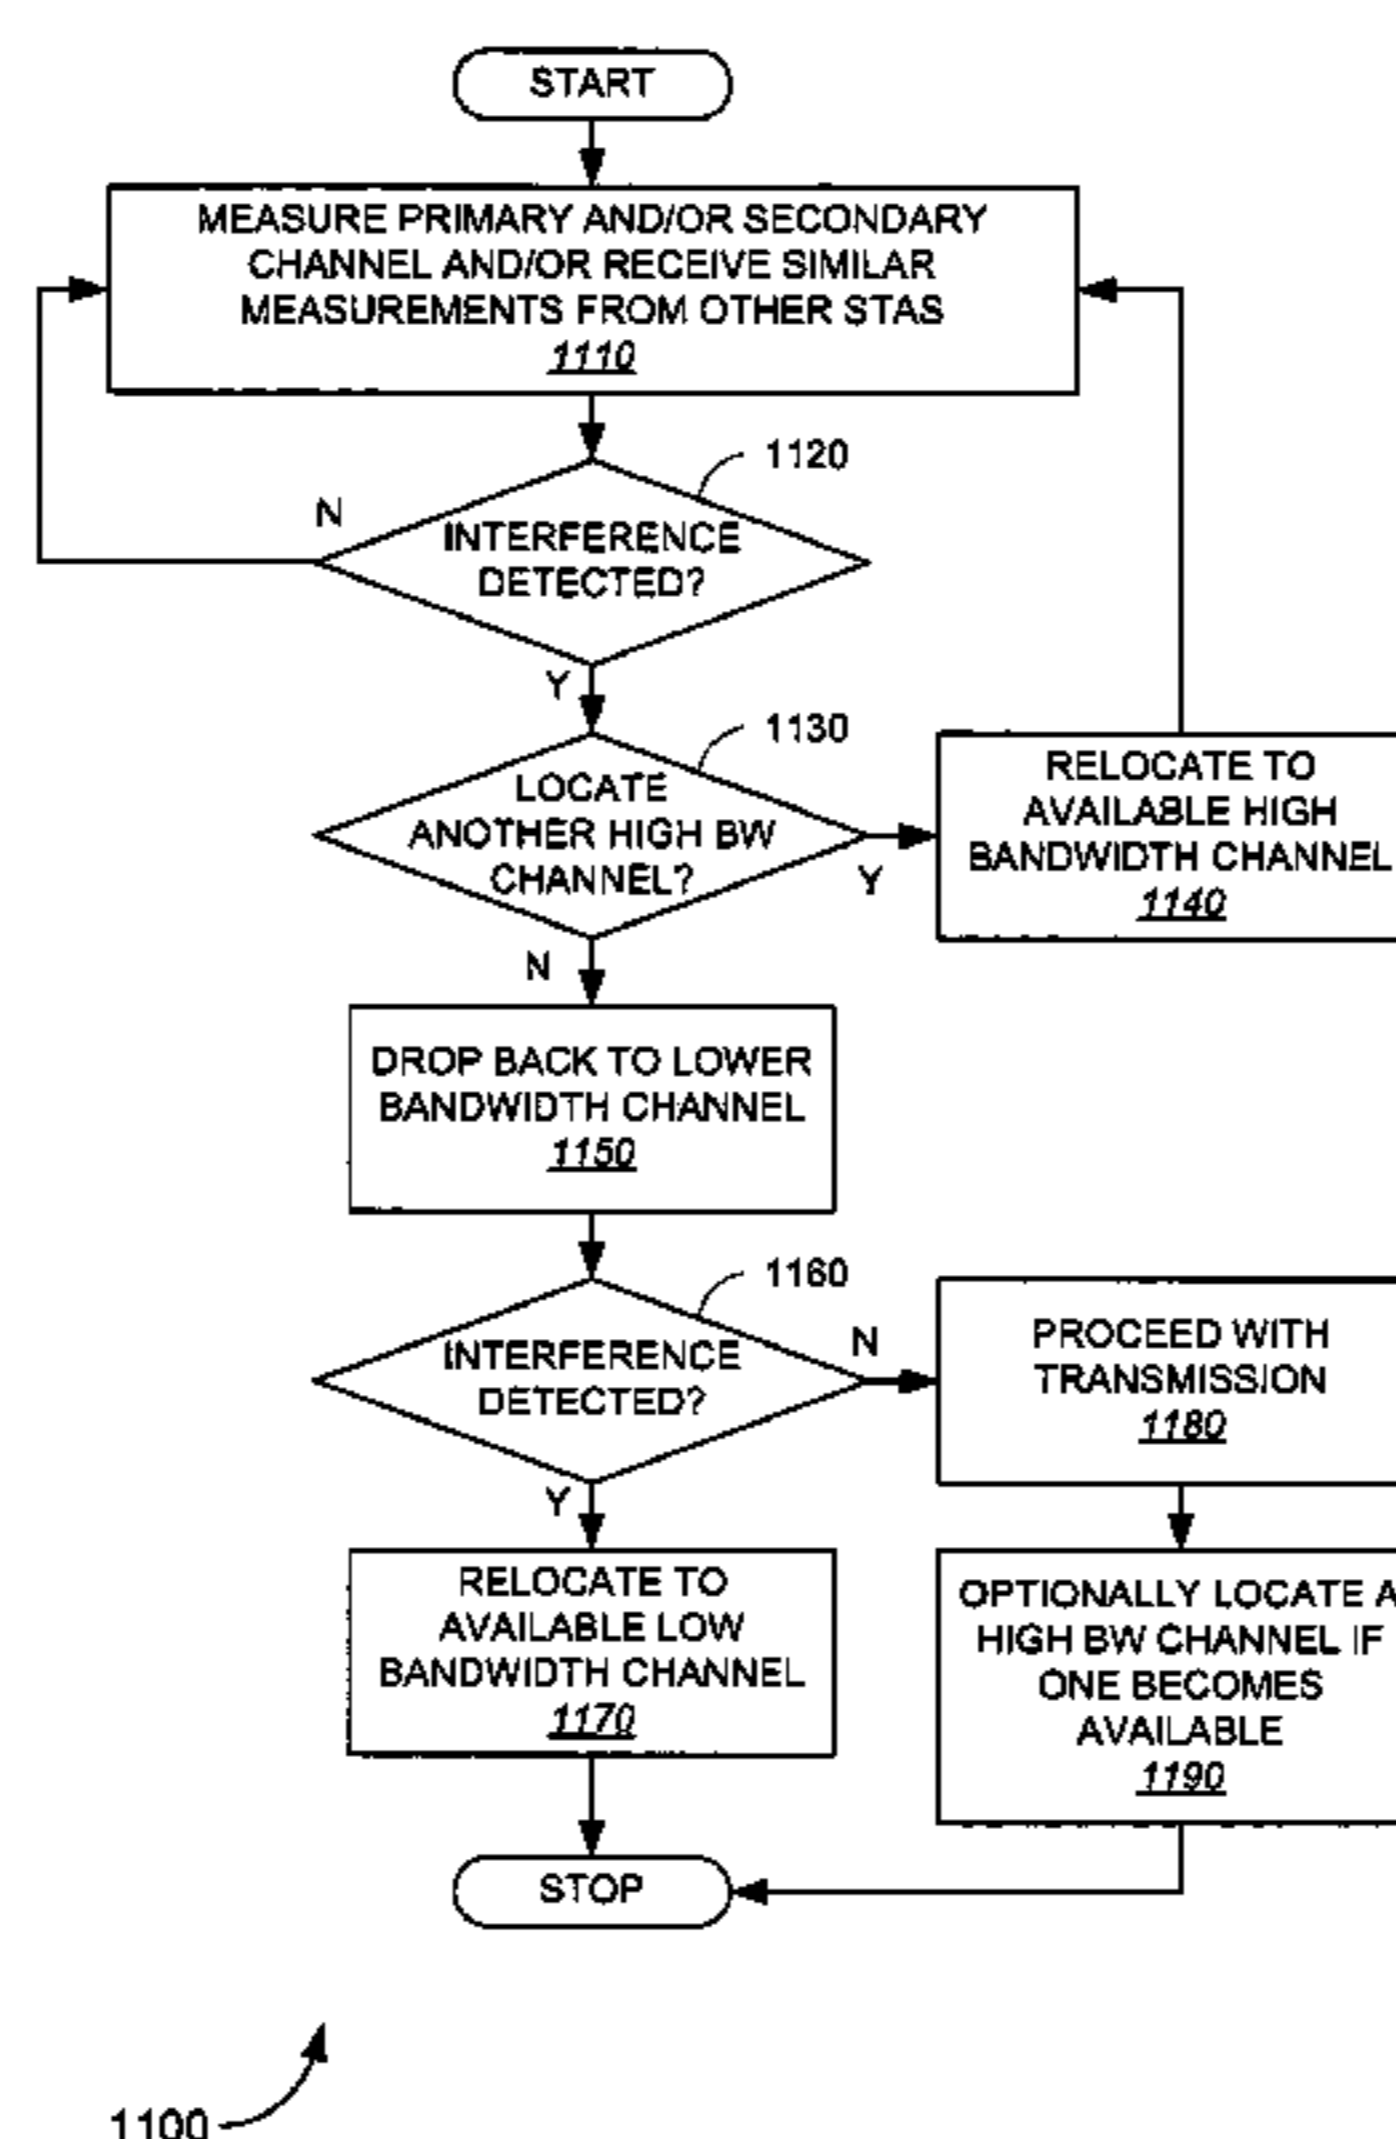 START
MEASURE PRIMARY AND/OR SECONDARY
CHANNEL AND/OR RECEIVE SIMILAR
MEASUREMENTS FROM OTHER STAS
1110
1120
N
INTERFERENCE
DETECTED?
Y
1130
LOCATE
ANOTHER HIGH BW
CHANNEL?
Y
RELOCATE TO
AVAILABLE HIGH
BANDWIDTH CHANNEL
1140
N
DROP BACK TO LOWER
BANDWIDTH CHANNEL
1150
1160
INTERFERENCE
DETECTED?
N
PROCEED WITH
TRANSMISSION
1180
Y
RELOCATE TO
AVAILABLE LOW
BANDWIDTH CHANNEL
1170
OPTIONALLY LOCATE A
HIGH BW CHANNEL IF
ONE BECOMES
AVAILABLE
1190
STOP
1100